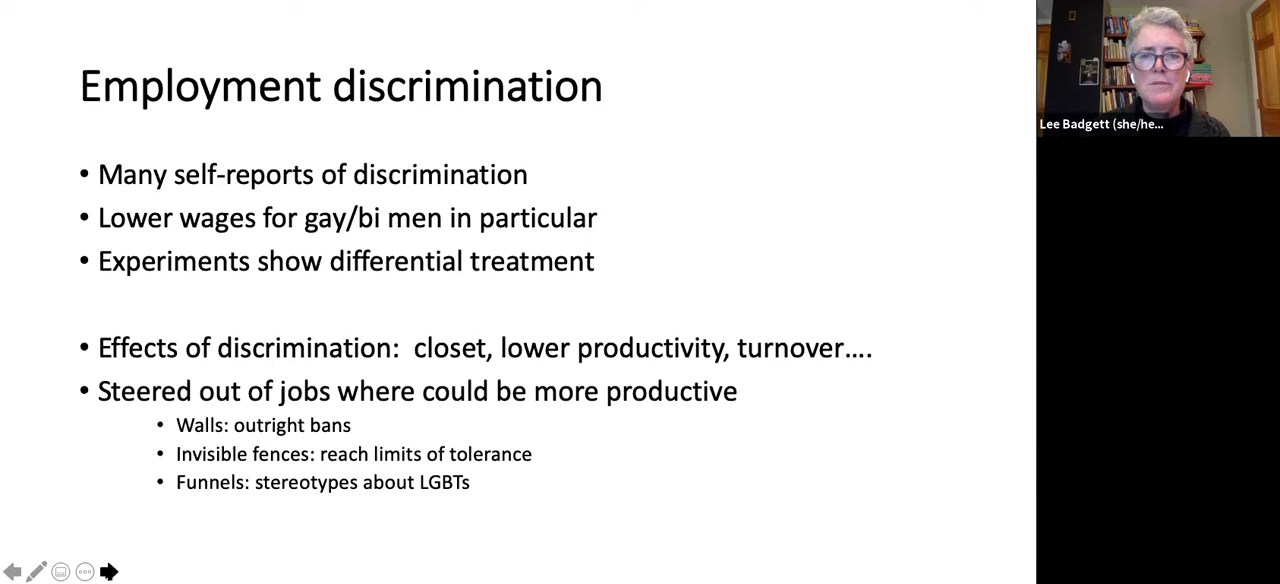 Employment discrimination
• Many self-reports of discrimination
• Lower wages for gay/bi men in particular
• Experiments show differential treatment
• Effects of discrimination:  closet, lower productivity, turnover....
• Steered out of jobs where could be more productive
• Walls: outright bans
• Invisible fences: reach limits of tolerance
• Funnels: stereotypes about LGBTs
Lee Badgett (she/he...